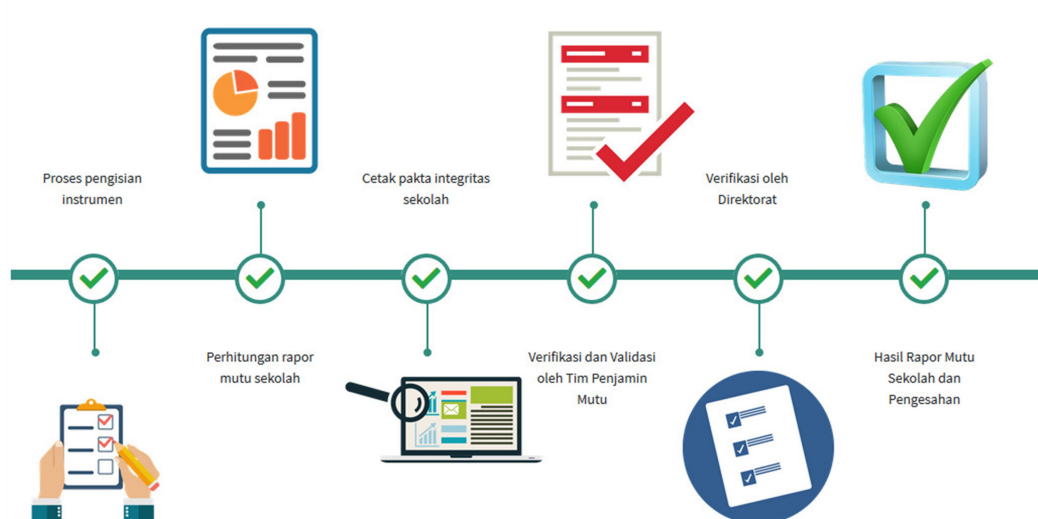 Proses pengisian
instrumen
Perhitungan rapor
mutu sekolah
Cetak pakta integritas
sekolah
Verifikasi dan Validasi
oleh Tim Penjamin
Mutu
Verifikasi oleh
Direktorat
Hasil Rapor Mutu
Sekolah dan
Pengesahan